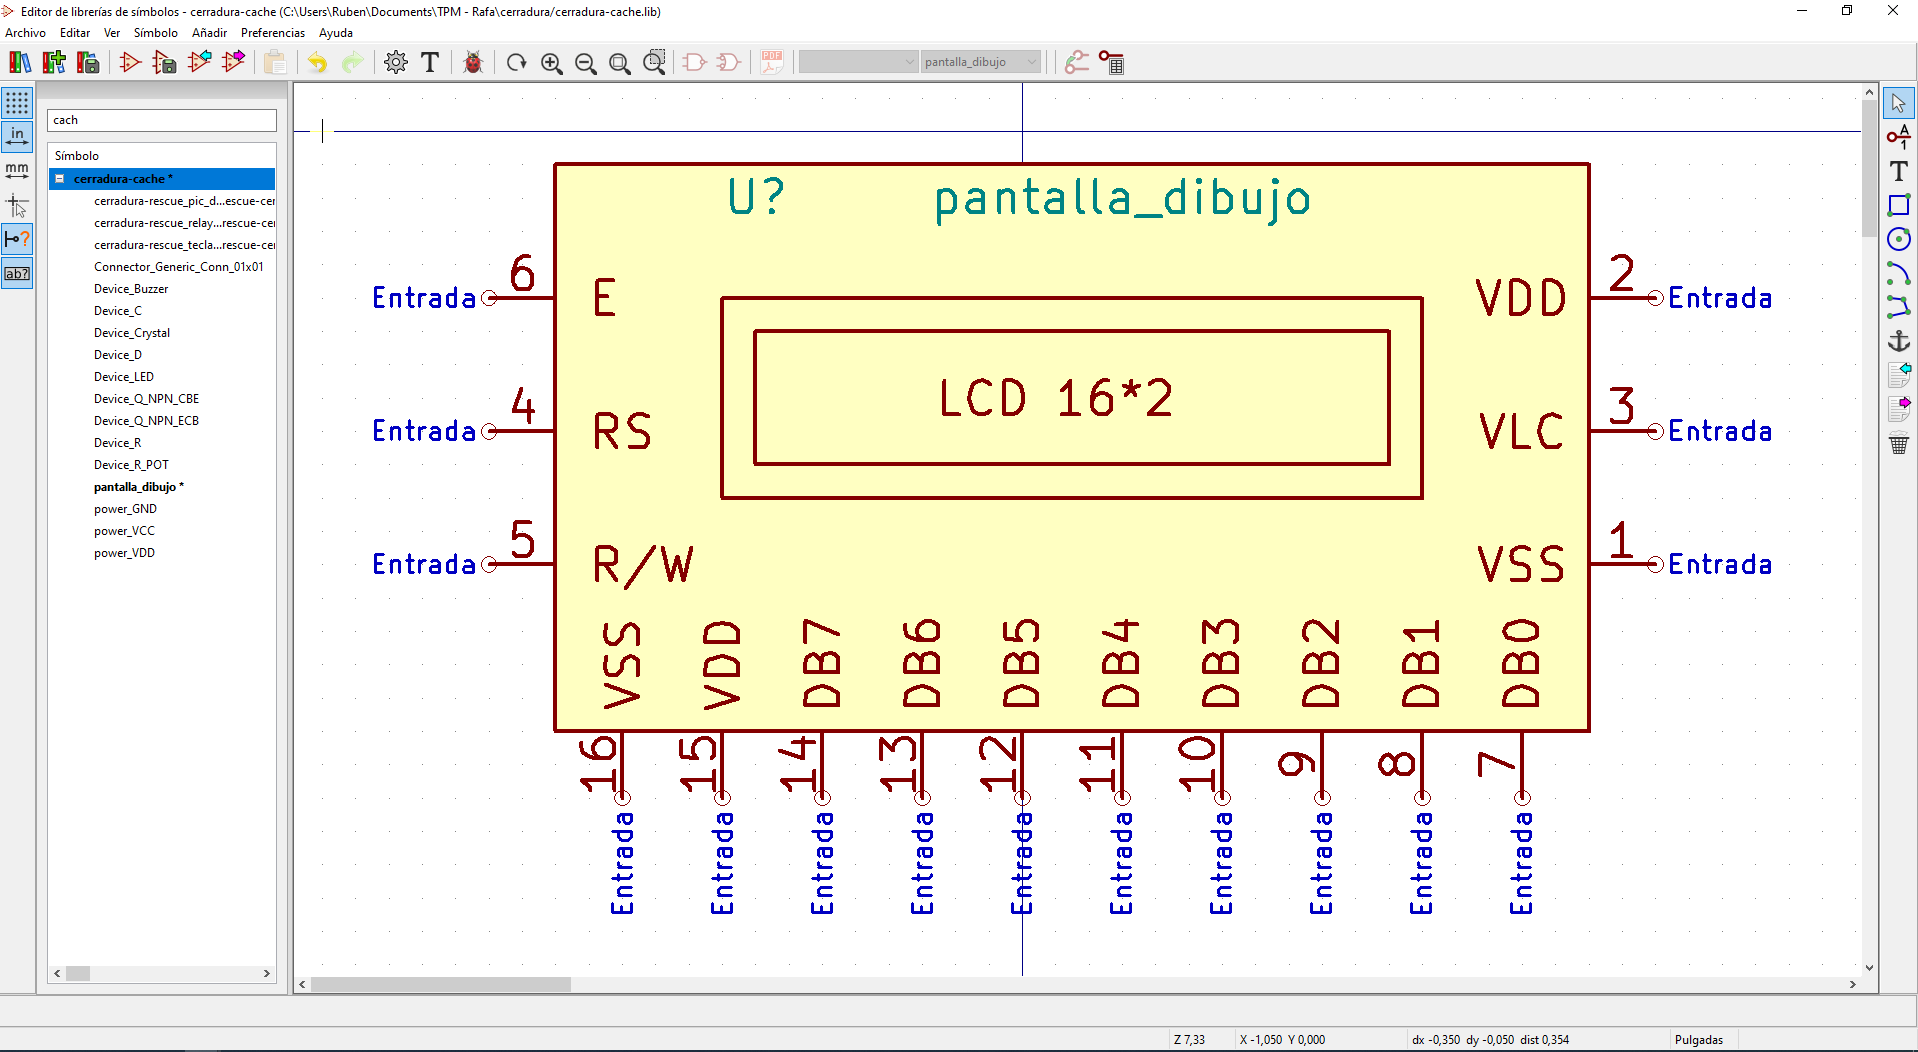 Editor de librerías de símbolos - cerradura-cache (C:\Users\Ruben\Documents\TPM - Rafa\cerradura/cerradura-cache.lib)
Archivo Editar Ver Símbolo Añadir Preferencias Ayuda
T PDF pantalla_dibujo
in
mm
ab?
cach
Símbolo
cerradura-cache *
cerradura-rescue_pic_d...escue-cer
cerradura-rescue_relay...rescue-cer
cerradura-rescue_tecla...rescue-cer
Connector_Generic_Conn_01x01
Device_Buzzer
Device_C
Device_Crystal
Device_D
Device_LED
Device_Q_NPN_CBE
Device_Q_NPN_ECB
Device_R
Device_R_POT
pantalla_dibujo *
power_GND
power_VCC
power_VDD
U? pantalla_dibujo
Entrada 6 E VDD 2 Entrada
LCD 16*2
Entrada 4 RS VLC 3 Entrada
Entrada 5 R/W VSS 1 Entrada
VSS VDD DB7 DB6 DB5 DB4 DB3 DB2 DB1 DB0
16 15 14 13 12 11 10 9 8 7
Entrada Entrada Entrada Entrada Entrada Entrada Entrada Entrada Entrada Entrada
A
1
T
Z 7,33 X -1,050 Y 0,000 dx -0,350 dy -0,050 dist 0,354 Pulgadas